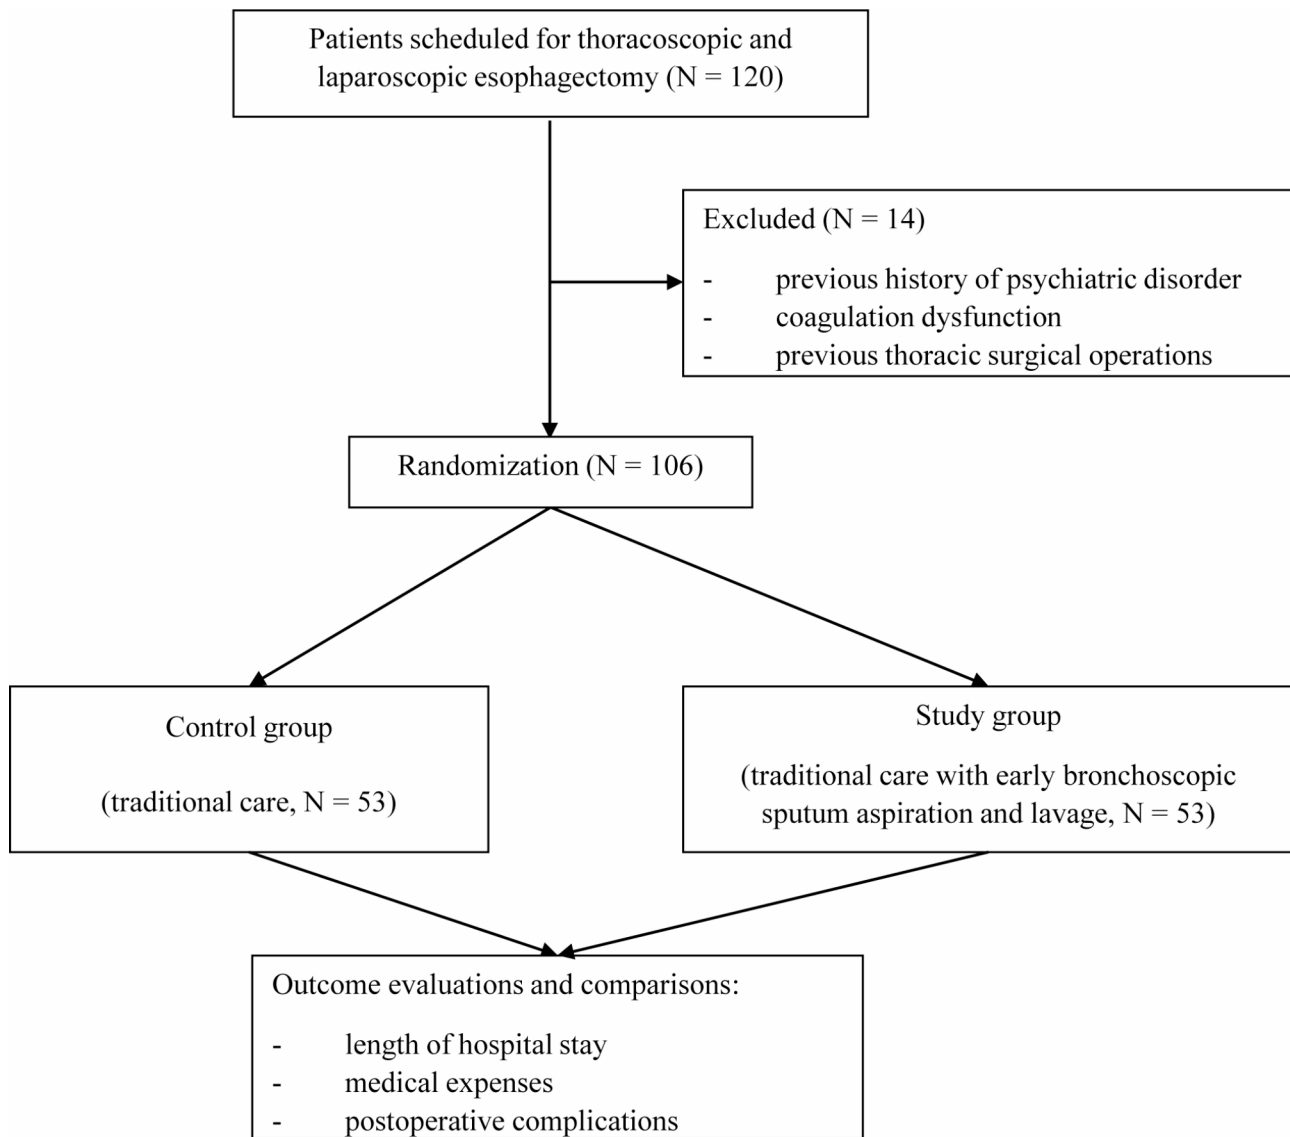 Patients scheduled for thoracoscopic and
laparoscopic esophagectomy (N = 120)
Excluded (N = 14)
- previous history of psychiatric disorder
- coagulation dysfunction
- previous thoracic surgical operations
Randomization (N = 106)
Control group
(traditional care, N = 53)
Study group
(traditional care with early bronchoscopic
sputum aspiration and lavage, N = 53)
Outcome evaluations and comparisons:
- length of hospital stay
- medical expenses
- postoperative complications